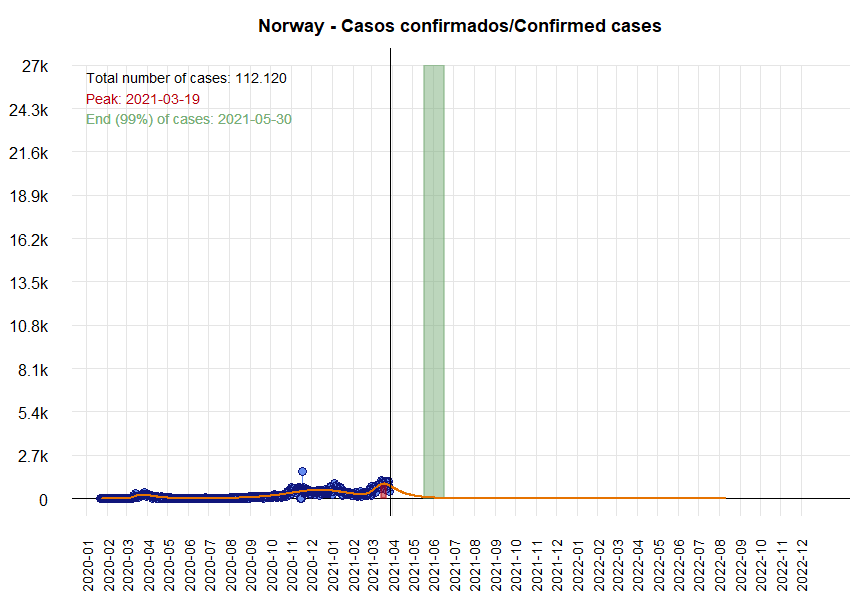 Norway - Casos confirmados/Confirmed cases
27k
24.3k
21.6k
18.9k
16.2k
13.5k
10.8k
8.1k
5.4k
2.7k
0
Total number of cases: 112.120
Peak: 2021-03-19
End (99%) of cases: 2021-05-30
2020-01
2020-02
2020-03
2020-04
2020-05
2020-06
2020-07
2020-08
2020-09
2020-10
2020-11
2020-12
2021-01
2021-02
2021-03
2021-04
2021-05
2021-06
2021-07
2021-08
2021-09
2021-10
2021-11
2021-12
2022-01
2022-02
2022-03
2022-04
2022-05
2022-06
2022-07
2022-08
2022-09
2022-10
2022-11
2022-12